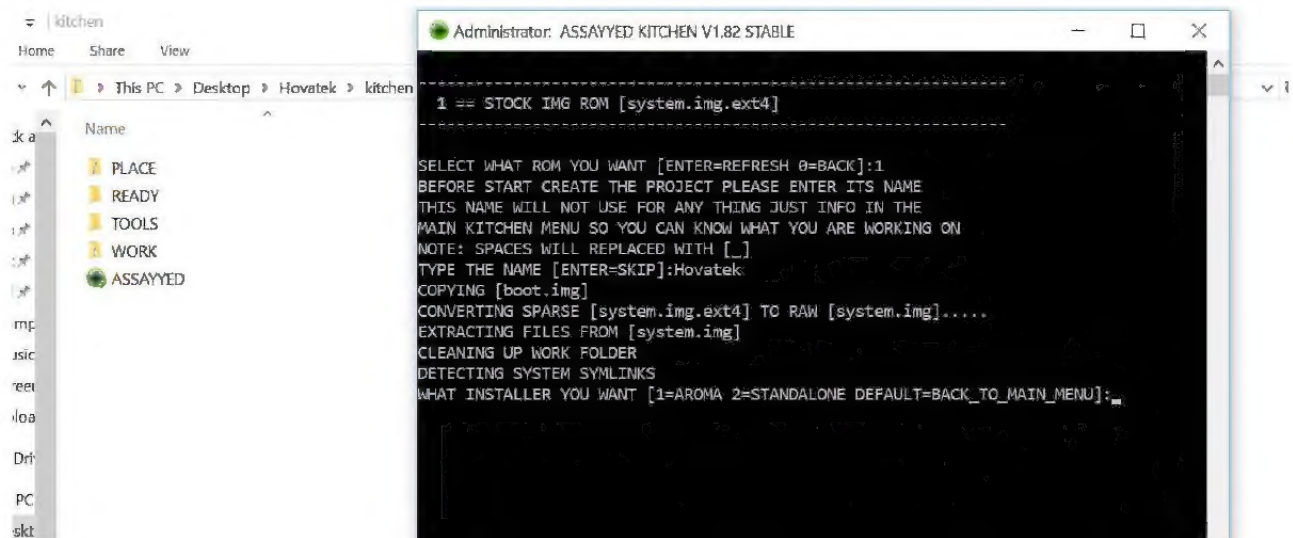 kitchen
Home Share View
This PC Desktop Hovatek kitchen
Name
PLACE
READY
TOOLS
WORK
ASSAYYED
PC
Administrator: ASSAYYED KITCHEN V1.82 STABLE
1 == STOCK IMG ROM [system.img.ext4]
SELECT WHAT ROM YOU WANT [ENTER=REFRESH 0=BACK]:1
BEFORE START CREATE THE PROJECT PLEASE ENTER ITS NAME
THIS NAME WILL NOT USE FOR ANY THING JUST INFO IN THE
MAIN KITCHEN MENU SO YOU CAN KNOW WHAT YOU ARE WORKING ON
NOTE: SPACES WILL REPLACED WITH [_]
TYPE THE NAME [ENTER=SKIP]:Hovatek
COPYING [boot.img]
CONVERTING SPARSE [system.img.ext4] TO RAW [system.img].....
EXTRACTING FILES FROM [system.img]
CLEANING UP WORK FOLDER
DETECTING SYSTEM SYMLINKS
WHAT INSTALLER YOU WANT [1=AROMA 2=STANDALONE DEFAULT=BACK_TO_MAIN_MENU]:_